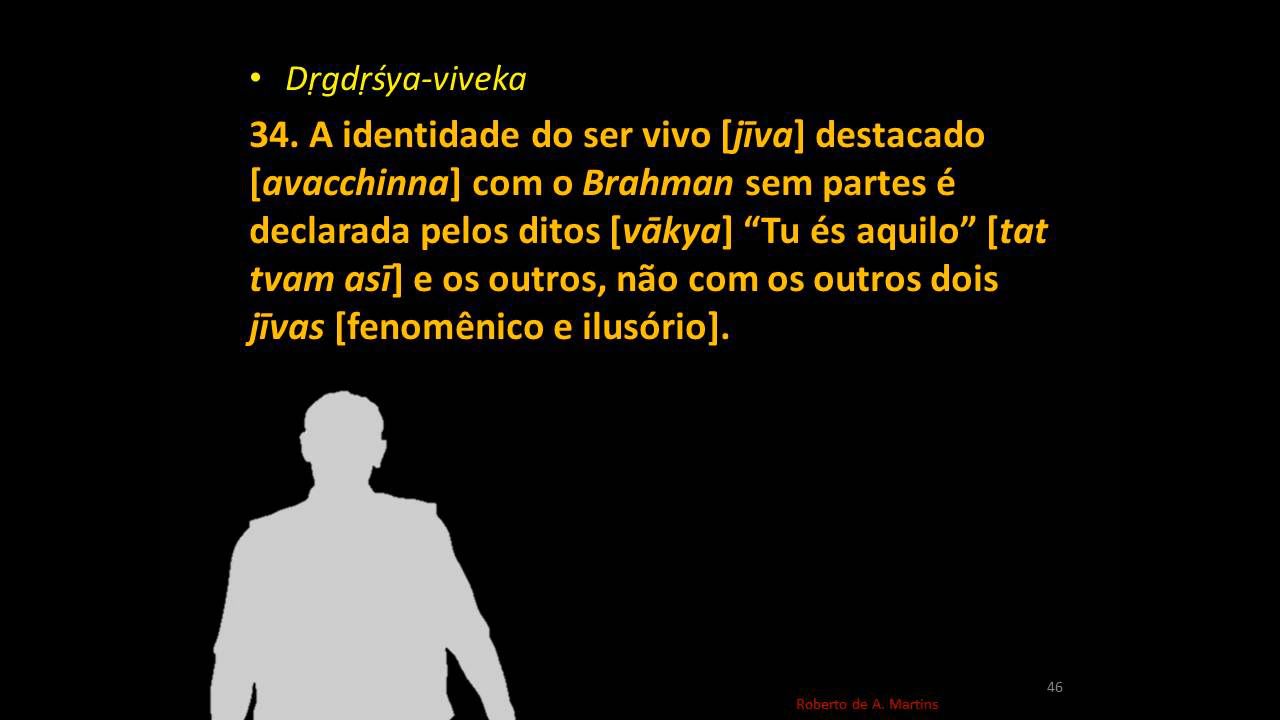 • Dṛgdṛśya-viveka
34. A identidade do ser vivo [jīva] destacado
[avacchinna] com o Brahman sem partes é
declarada pelos ditos [vākya] “Tu és aquilo” [tat
tvam asī] e os outros, não com os outros dois
jīvas [fenomênico e ilusório].
46
Roberto de A. Martins